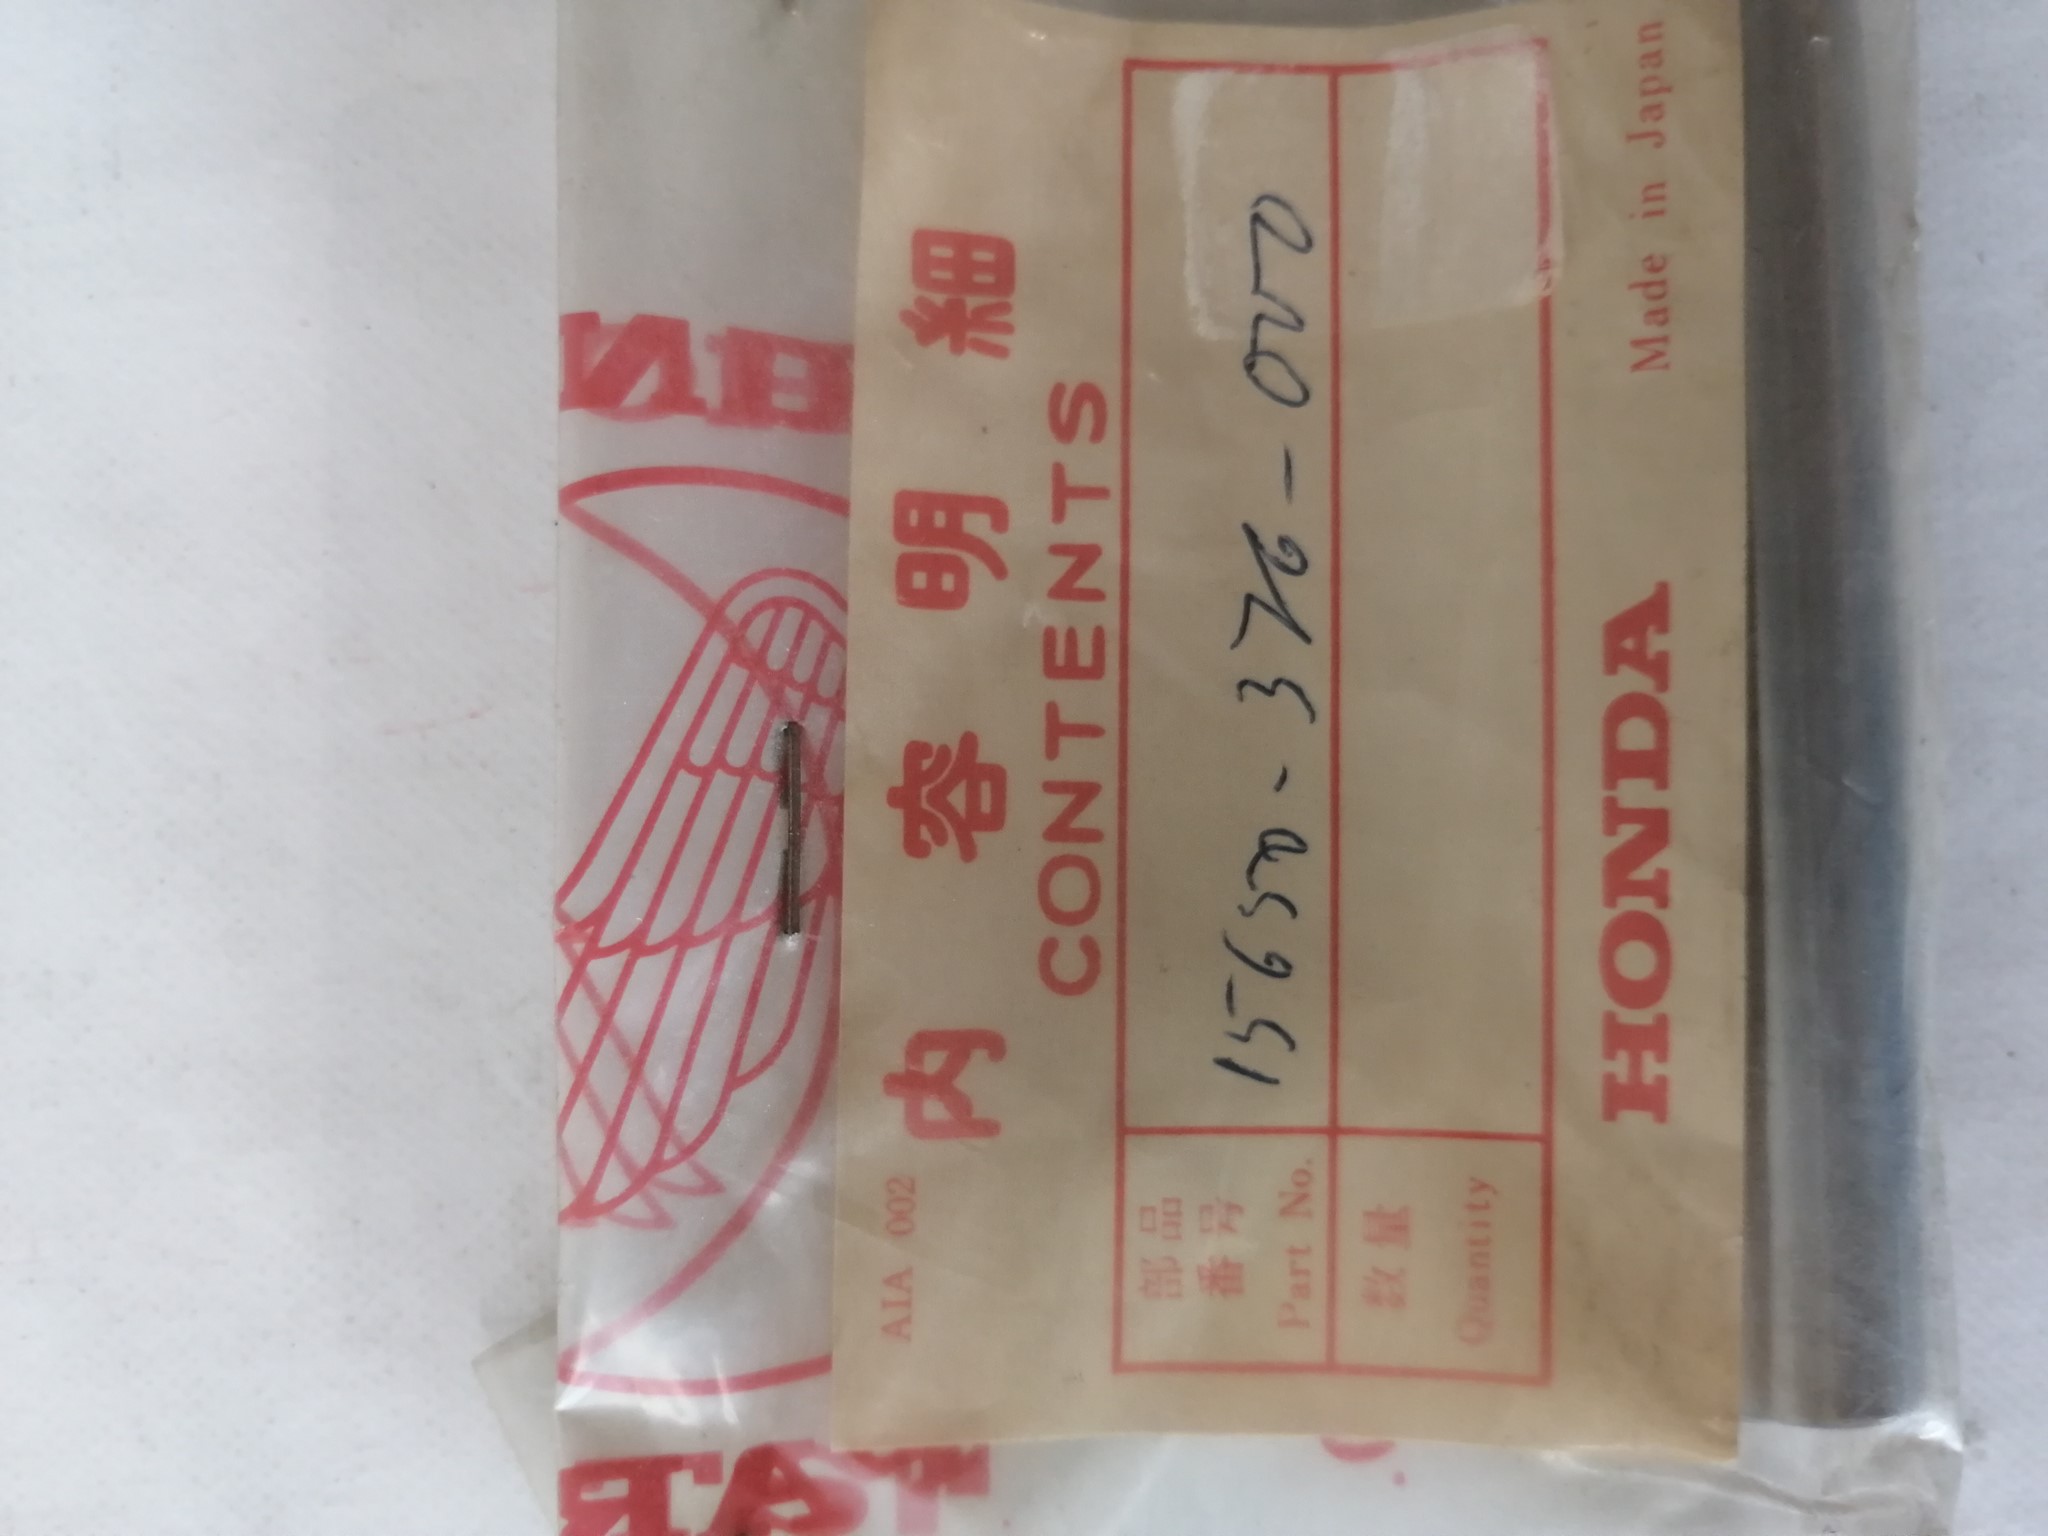 AIA 002
内容明細
CONTENTS
部品
番号
Part No.
15650-376-000
数量
Quantity
HONDA
Made in Japan